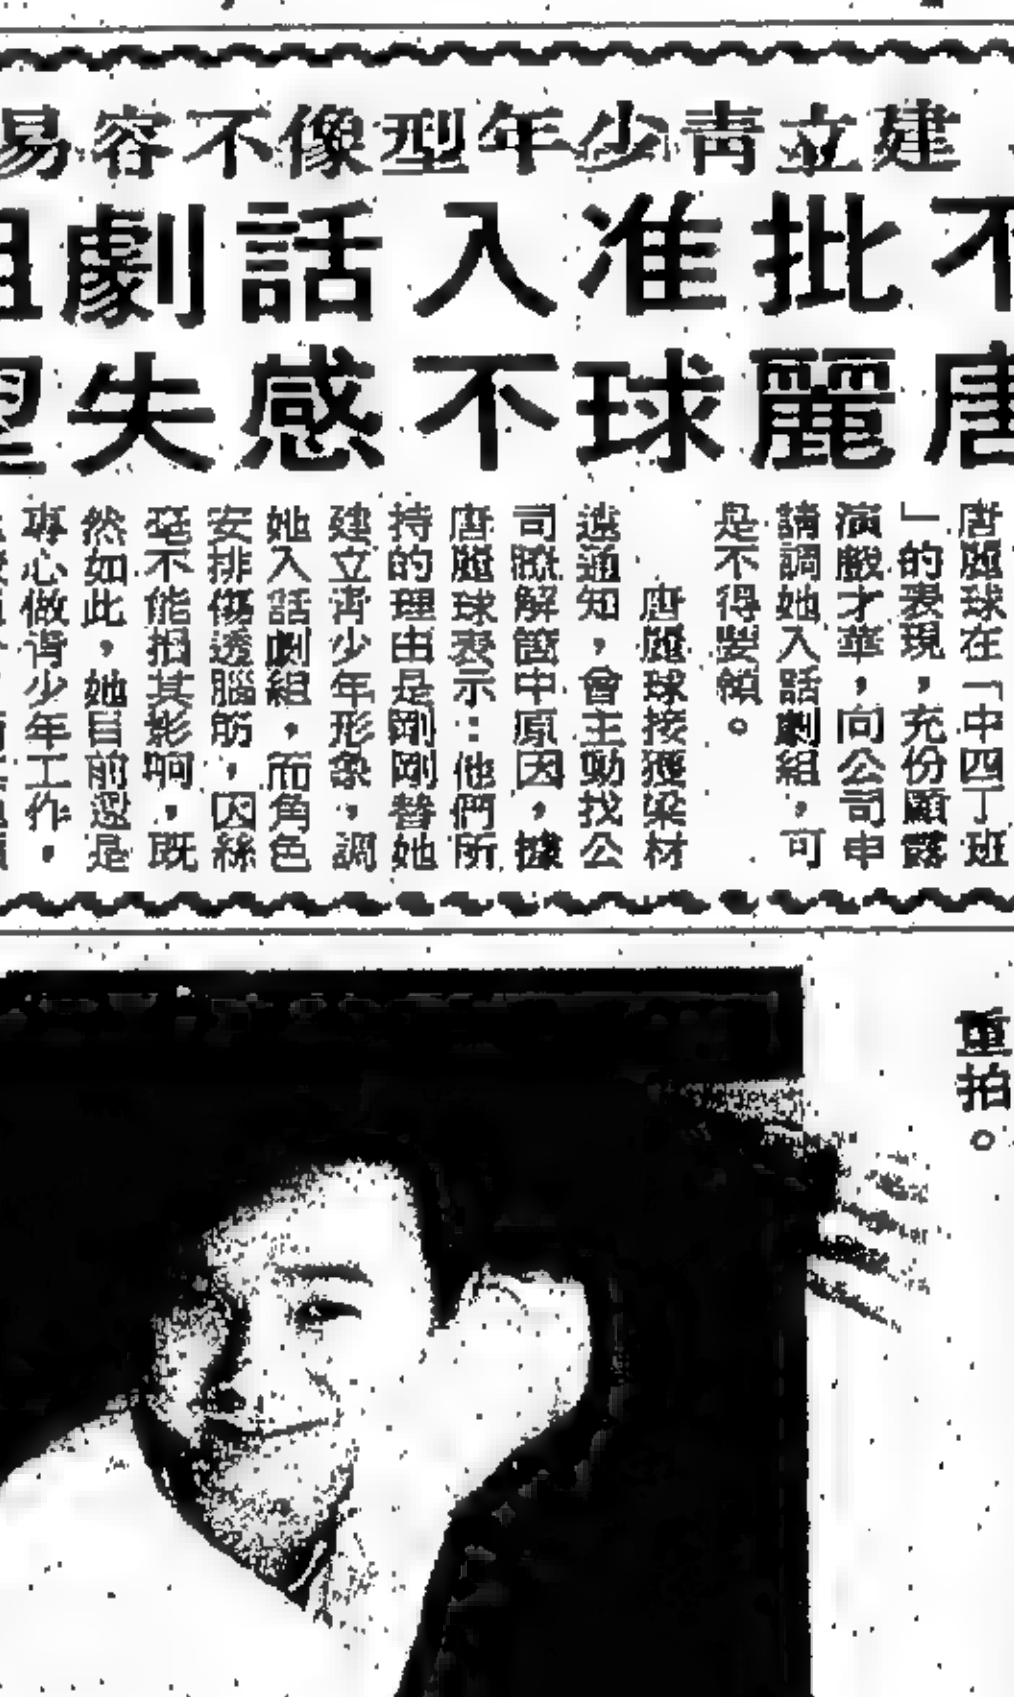 建立靑少年型像不容易
不批准入話劇組
唐麗球不感失望
唐麗球在「中四丁班
」的表現，充份顯露
演戲才華，向公司申
請調她入話劇組，可
是不得要領。
唐麗球接獲梁材
遠通知，曾主動找公
司瞭解箇中原因，據
唐麗球表示：他們所
持的理由是剛剛替她
建立靑少年形象，調
她入話劇組，而角色
安排傷透腦筋，因絲
毫不能損其影响，既
然如此，她目前還是
專心做靑少年工作，
重拍。